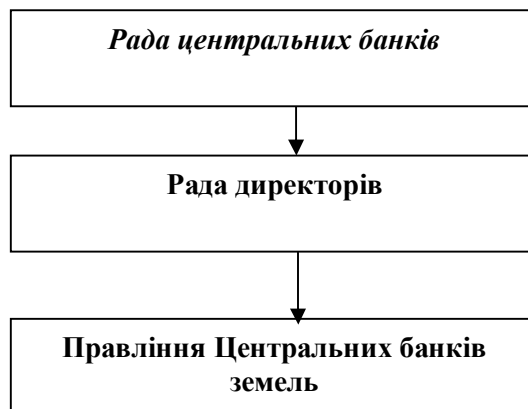 Рада центральних банків
Рада директорів
Правління Центральних банків
земель